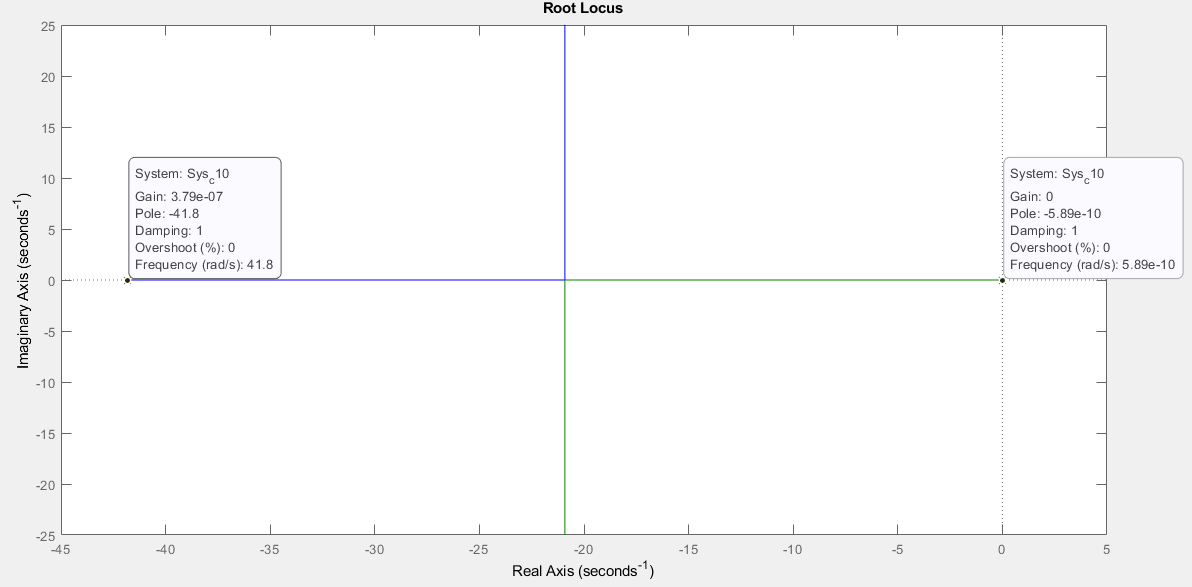 Root Locus
25
20
15
10
5
0
-5
-10
-15
-20
-25
Imaginary Axis (seconds-1)
System: Sysc10
Gain: 3.79e-07
Pole: -41.8
Damping: 1
Overshoot (%): 0
Frequency (rad/s): 41.8
System: Sysc10
Gain: 0
Pole: -5.89e-10
Damping: 1
Overshoot (%): 0
Frequency (rad/s): 5.89e-10
-45 -40 -35 -30 -25 -20 -15 -10 -5 0 5
Real Axis (seconds-1)